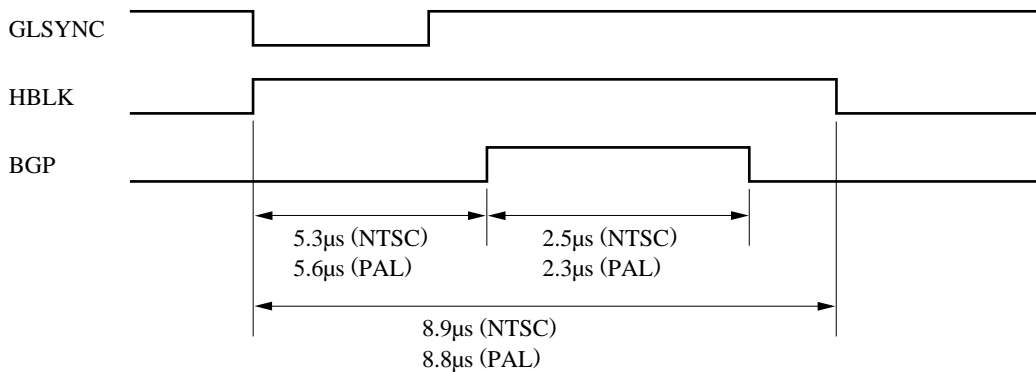 GLSYNC
HBLK
BGP
5.3μs (NTSC)
5.6μs (PAL)
2.5μs (NTSC)
2.3μs (PAL)
8.9μs (NTSC)
8.8μs (PAL)